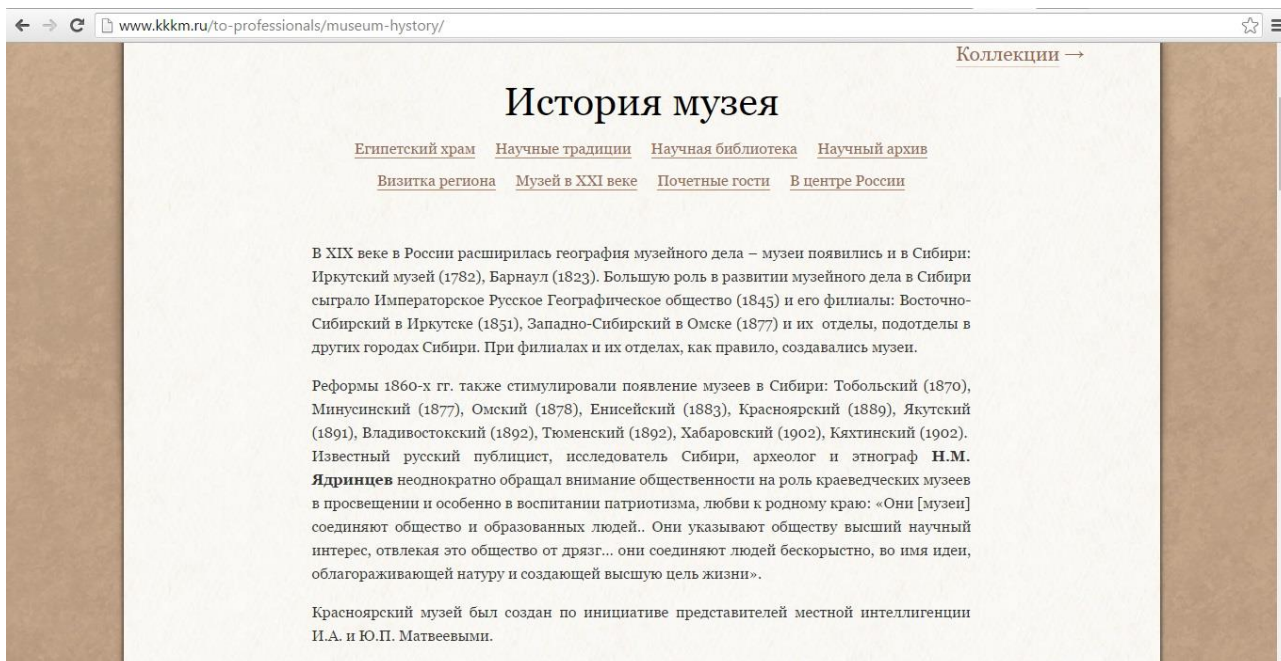 www.kkkm.ru/to-professionals/museum-hystory/
Коллекции →
История музея
Египетский храм Научные традиции Научная библиотека Научный архив
Визитка региона Музей в XXI веке Почетные гости В центре России
В XIX веке в России расширилась география музейного дела – музеи появились и в Сибири:
Иркутский музей (1782), Барнаул (1823). Большую роль в развитии музейного дела в Сибири
сыграло Императорское Русское Географическое общество (1845) и его филиалы: Восточно-
Сибирский в Иркутске (1851), Западно-Сибирский в Омске (1877) и их отделы, подотделы в
других городах Сибири. При филиалах и их отделах, как правило, создавались музеи.
Реформы 1860-х гг. также стимулировали появление музеев в Сибири: Тобольский (1870),
Минусинский (1877), Омский (1878), Енисейский (1883), Красноярский (1889), Якутский
(1891), Владивостокский (1892), Тюменский (1892), Хабаровский (1902), Кяхтинский (1902).
Известный русский публицист, исследователь Сибири, археолог и этнограф Н.М.
Ядринцев неоднократно обращал внимание общественности на роль краеведческих музеев
в просвещении и особенно в воспитании патриотизма, любви к родному краю: «Они [музеи]
соединяют общество и образованных людей.. Они указывают обществу высший научный
интерес, отвлекая это общество от дрязг... они соединяют людей бескорыстно, во имя идеи,
облагораживающей натуру и создающей высшую цель жизни».
Красноярский музей был создан по инициативе представителей местной интеллигенции
И.А. и Ю.П. Матвеевыми.